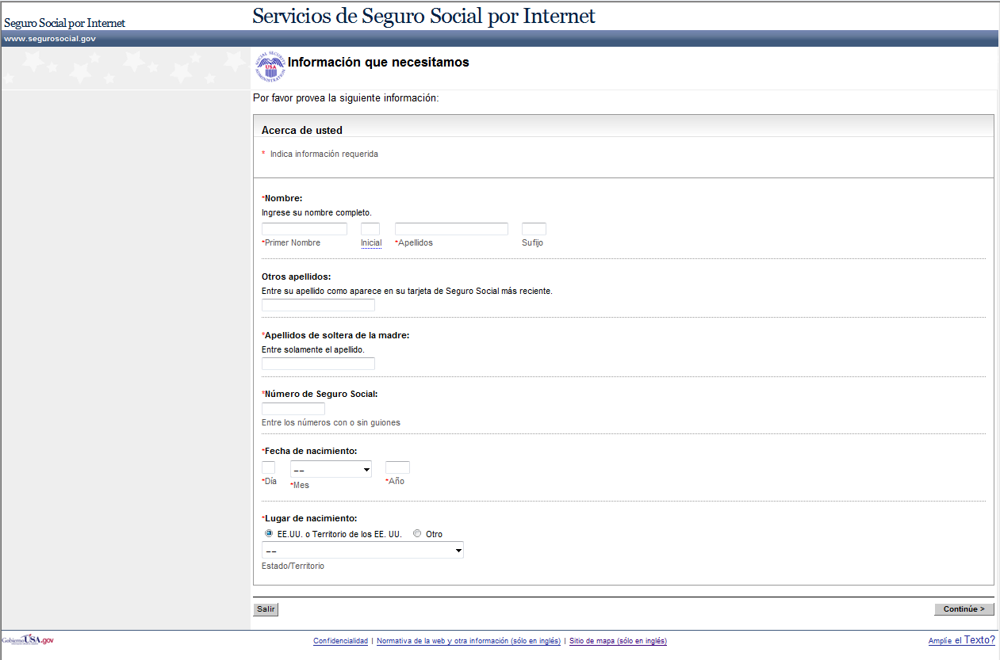 Servicios de Seguro Social por Internet
Seguro Social por Internet
www.segurosocial.gov
SOCIAL SECURITY ADMINISTRATION
USA
Información que necesitamos
Por favor provea la siguiente información:
Acerca de usted
* Indica información requerida
*Nombre:
Ingrese su nombre completo.
*Primer Nombre Inicial *Apellidos Sufijo
Otros apellidos:
Entre su apellido como aparece en su tarjeta de Seguro Social más reciente.
*Apellidos de soltera de la madre:
Entre solamente el apellido.
*Número de Seguro Social:
Entre los números con o sin guiones
*Fecha de nacimiento:
--
*Día *Mes *Año
*Lugar de nacimiento:
EE.UU. o Territorio de los EE. UU. Otro
--
Estado/Territorio
Salir Continúe >
GobiernoUSA.gov Confidencialidad | Normativa de la web y otra información (sólo en inglés) | Sitio de mapa (sólo en inglés) Amplíe el Texto?